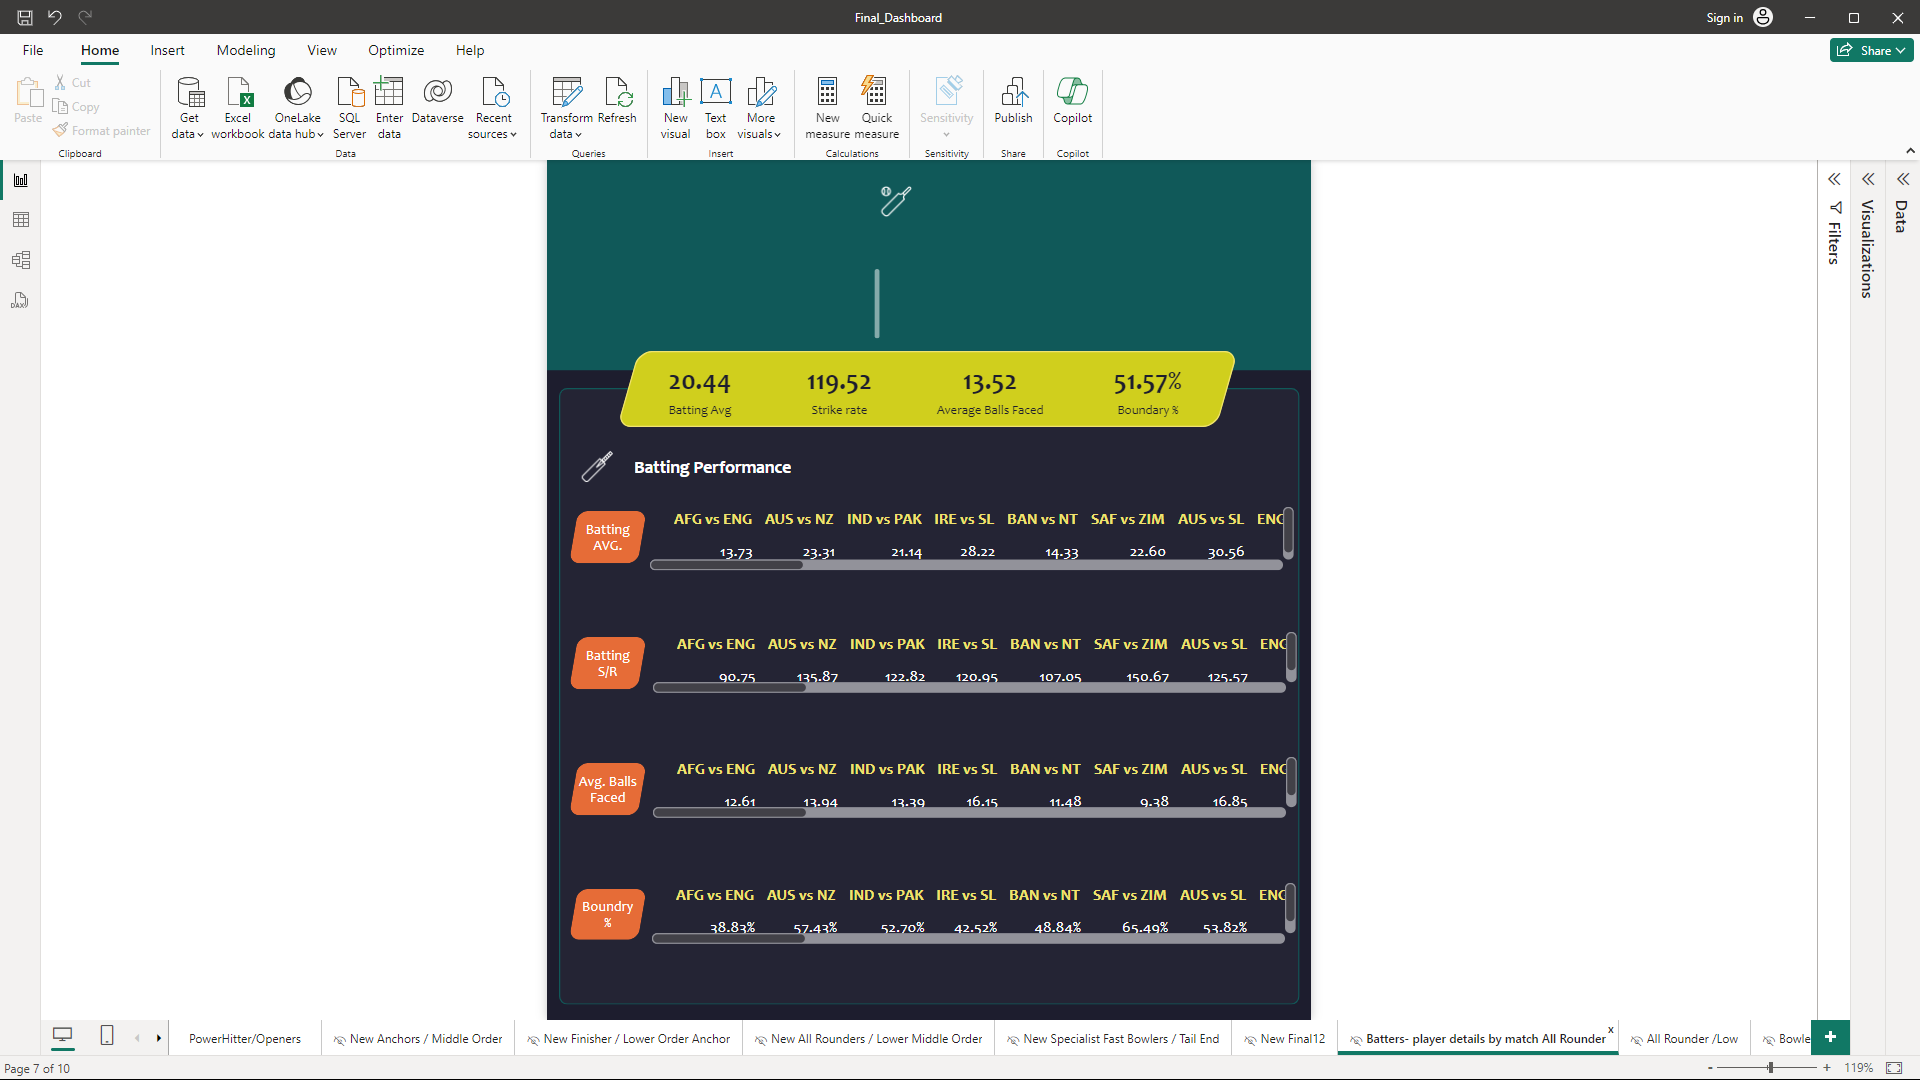 Final_Dashboard
Sign in
File Home Insert Modeling View Optimize Help
Share
Paste
Cut
Copy
Format painter
Clipboard
Get data
Excel workbook
OneLake data hub
SQL Server
Enter data
Dataverse
Recent sources
Data
Transform data
Refresh
Queries
New visual
Text box
More visuals
Insert
New measure
Quick measure
Calculations
Sensitivity
Sensitivity
Publish
Share
Copilot
Copilot
DAX
Filters
Visualizations
Data
20.44 119.52 13.52 51.57%
Batting Avg Strike rate Average Balls Faced Boundary %
Batting Performance
Batting AVG.
AFG vs ENG AUS vs NZ IND vs PAK IRE vs SL BAN vs NT SAF vs ZIM AUS vs SL ENG
13.73 23.31 21.14 28.22 14.33 22.60 30.56
Batting S/R
AFG vs ENG AUS vs NZ IND vs PAK IRE vs SL BAN vs NT SAF vs ZIM AUS vs SL ENG
90.75 135.87 122.82 120.95 107.05 150.67 125.57
Avg. Balls Faced
AFG vs ENG AUS vs NZ IND vs PAK IRE vs SL BAN vs NT SAF vs ZIM AUS vs SL ENG
12.61 13.94 13.39 16.15 11.48 9.38 16.85
Boundry %
AFG vs ENG AUS vs NZ IND vs PAK IRE vs SL BAN vs NT SAF vs ZIM AUS vs SL ENG
38.83% 57.43% 52.70% 42.52% 48.84% 65.49% 53.82%
PowerHitter/Openers New Anchors / Middle Order New Finisher / Lower Order Anchor New All Rounders / Lower Middle Order New Specialist Fast Bowlers / Tail End New Final12 Batters- player details by match All Rounder x All Rounder /Low Bowle +
Page 7 of 10
- + 119%